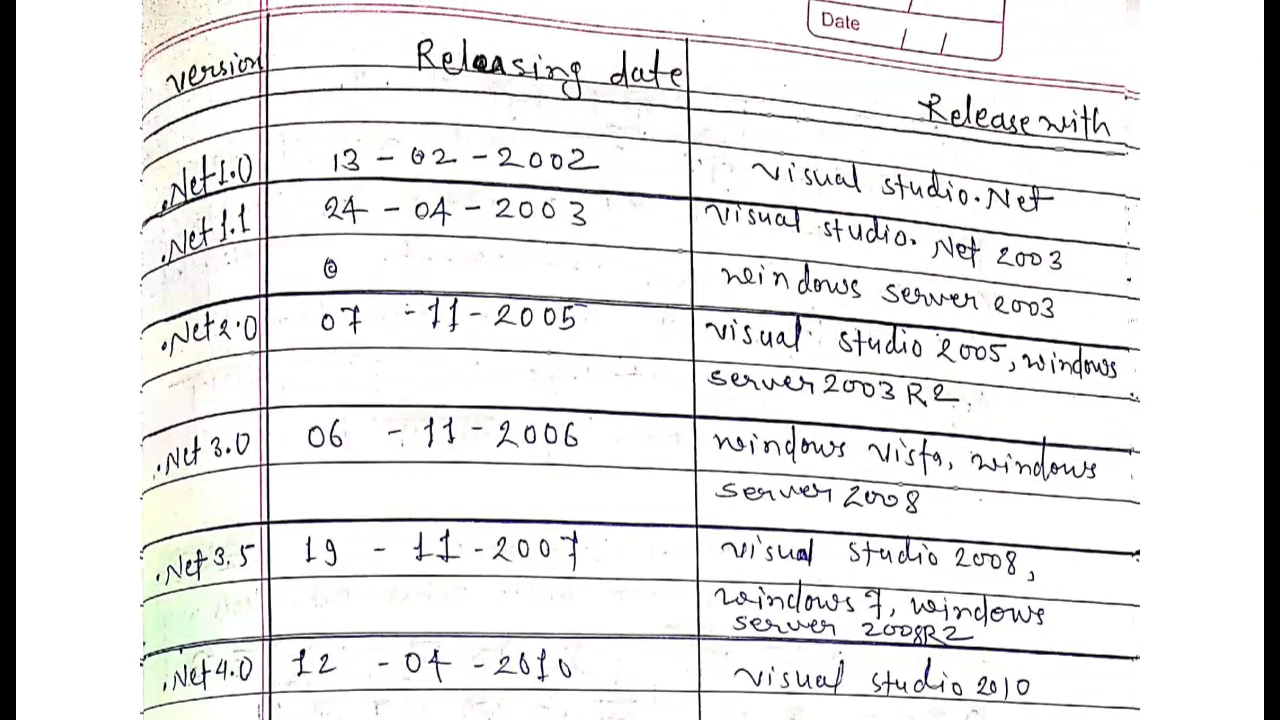 Date / /
version Releasing date Release with
.Net 1.0 13 - 02 - 2002 visual studio.Net
.Net 1.1 24 - 04 - 2003 visual studio. Net 2003
windows server 2003
.Net 2.0 07 - 11 - 2005 visual studio 2005, windows
server 2003 R2.
.Net 3.0 06 - 11 - 2006 windows vista, windows
server 2008
.Net 3.5 19 - 11 - 2007 visual studio 2008,
windows 7, windows
server 2008R2
.Net 4.0 12 - 04 - 2010 visual studio 2010